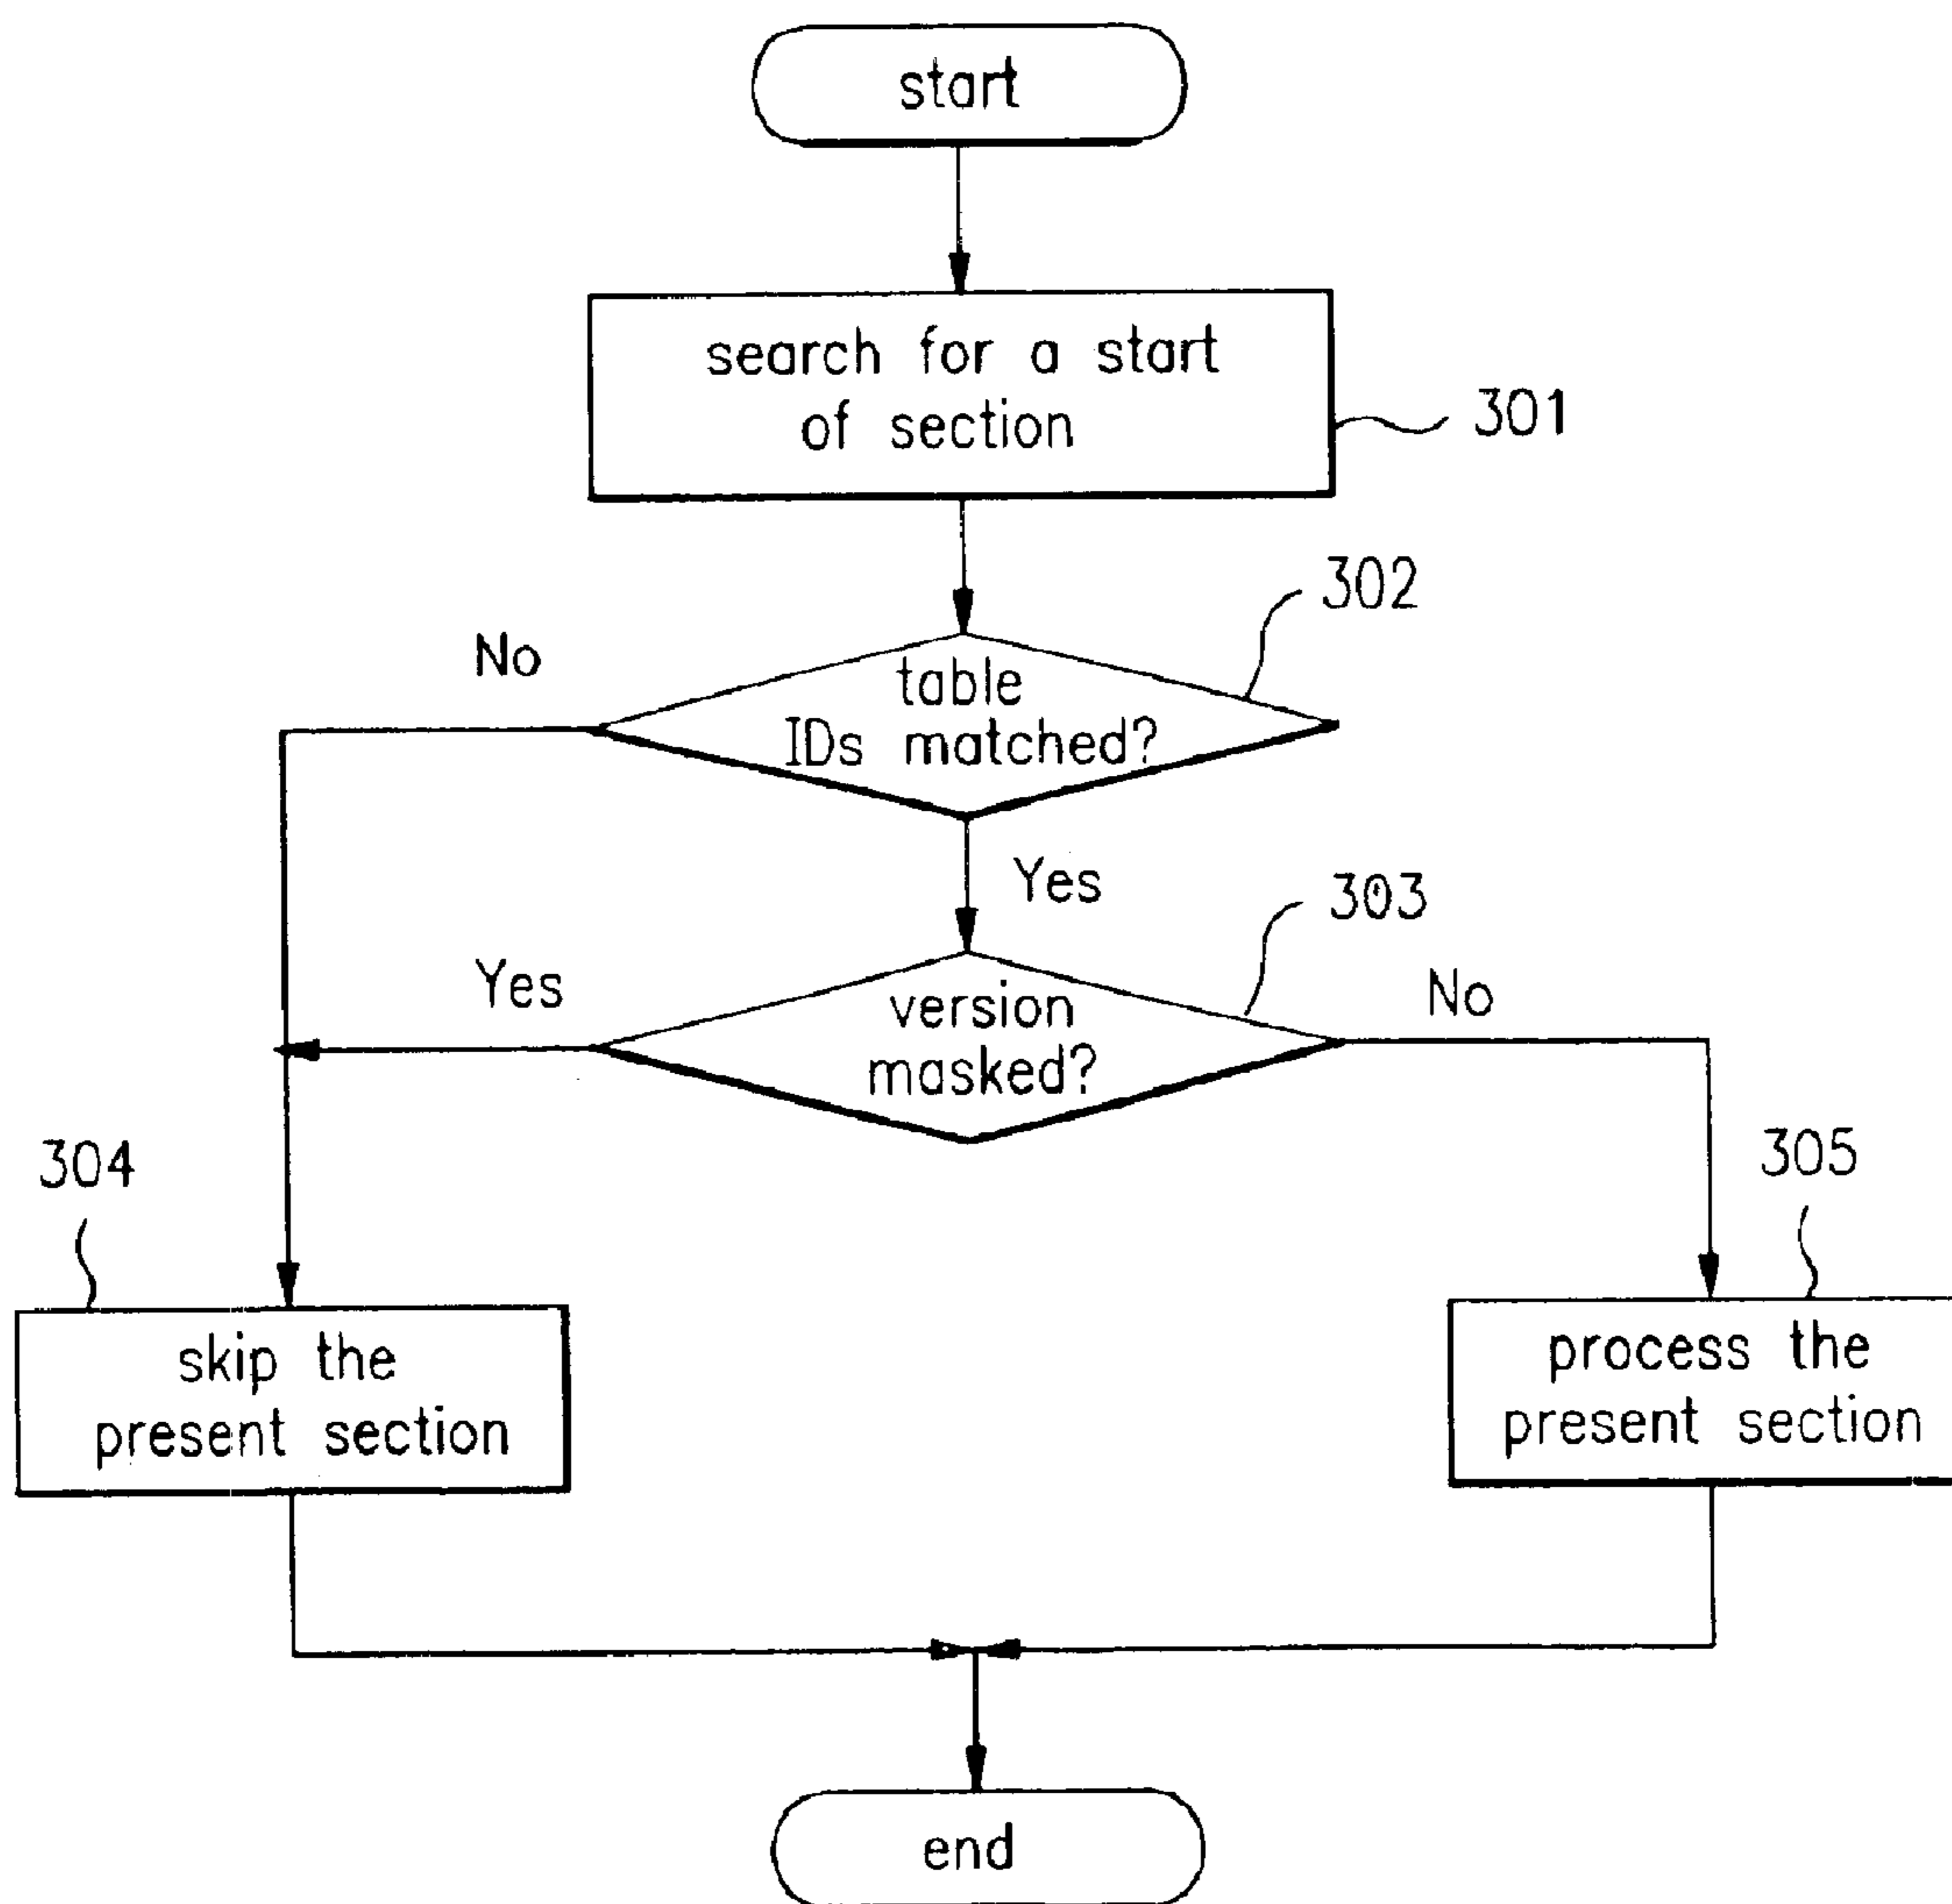 start
search for a start
of section
301
302
No
table
IDs matched?
Yes
303
Yes
No
version
masked?
304
305
skip the
present section
process the
present section
end